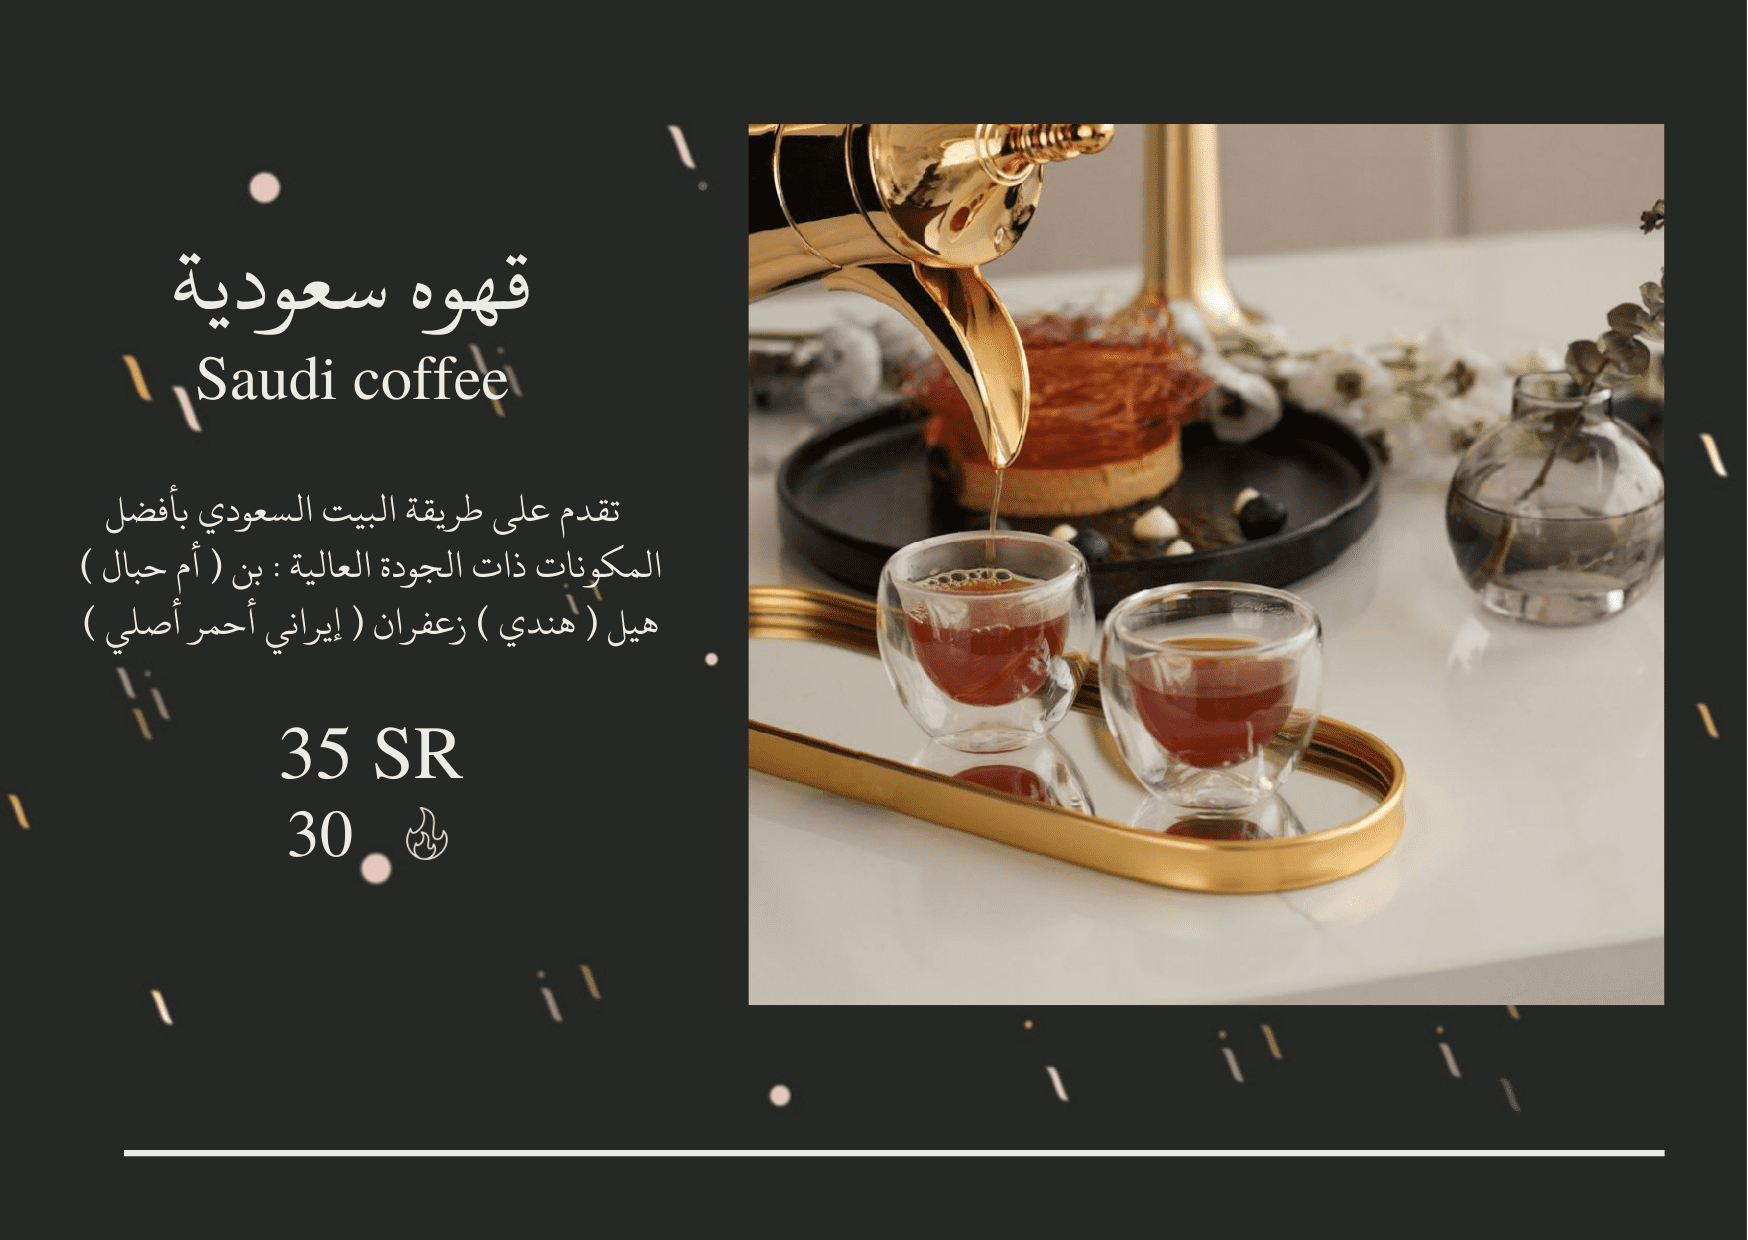 قهوه سعودية
Saudi coffee
تقدم على طريقة البيت السعودي بأفضل
المكونات ذات الجودة العالية : بن ( أم حبال )
هيل ( هندي ) زعفران ( إيراني أحمر أصلي )
35 SR
30